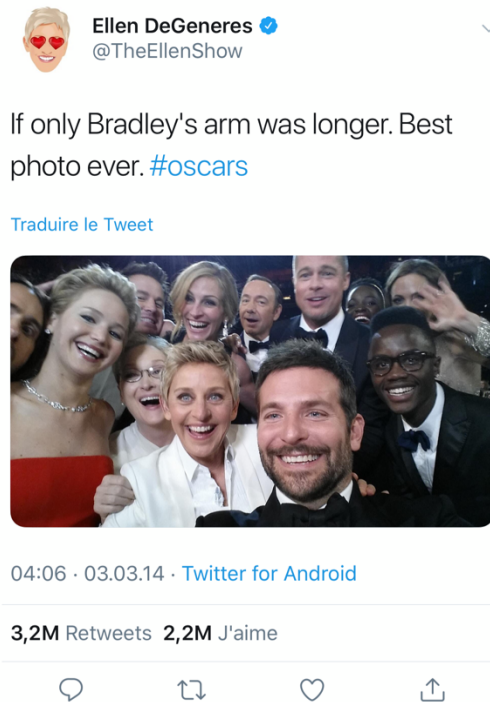 Ellen DeGeneres
@TheEllenShow
If only Bradley's arm was longer. Best
photo ever. #oscars
Traduire le Tweet
04:06 · 03.03.14 · Twitter for Android
3,2M Retweets 2,2M J'aime